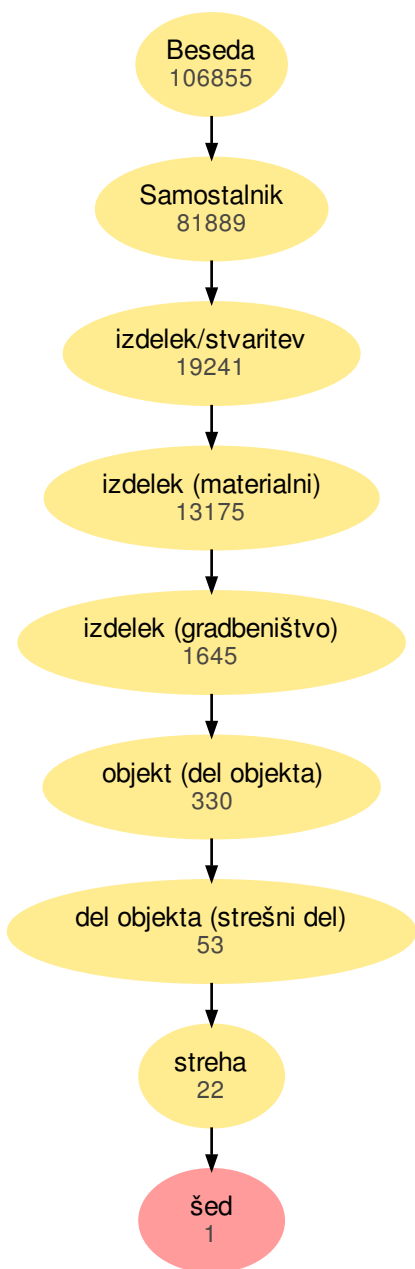 Beseda
106855
Samostalnik
81889
izdelek/stvaritev
19241
izdelek (materialni)
13175
izdelek (gradbeništvo)
1645
objekt (del objekta)
330
del objekta (strešni del)
53
streha
22
šed
1